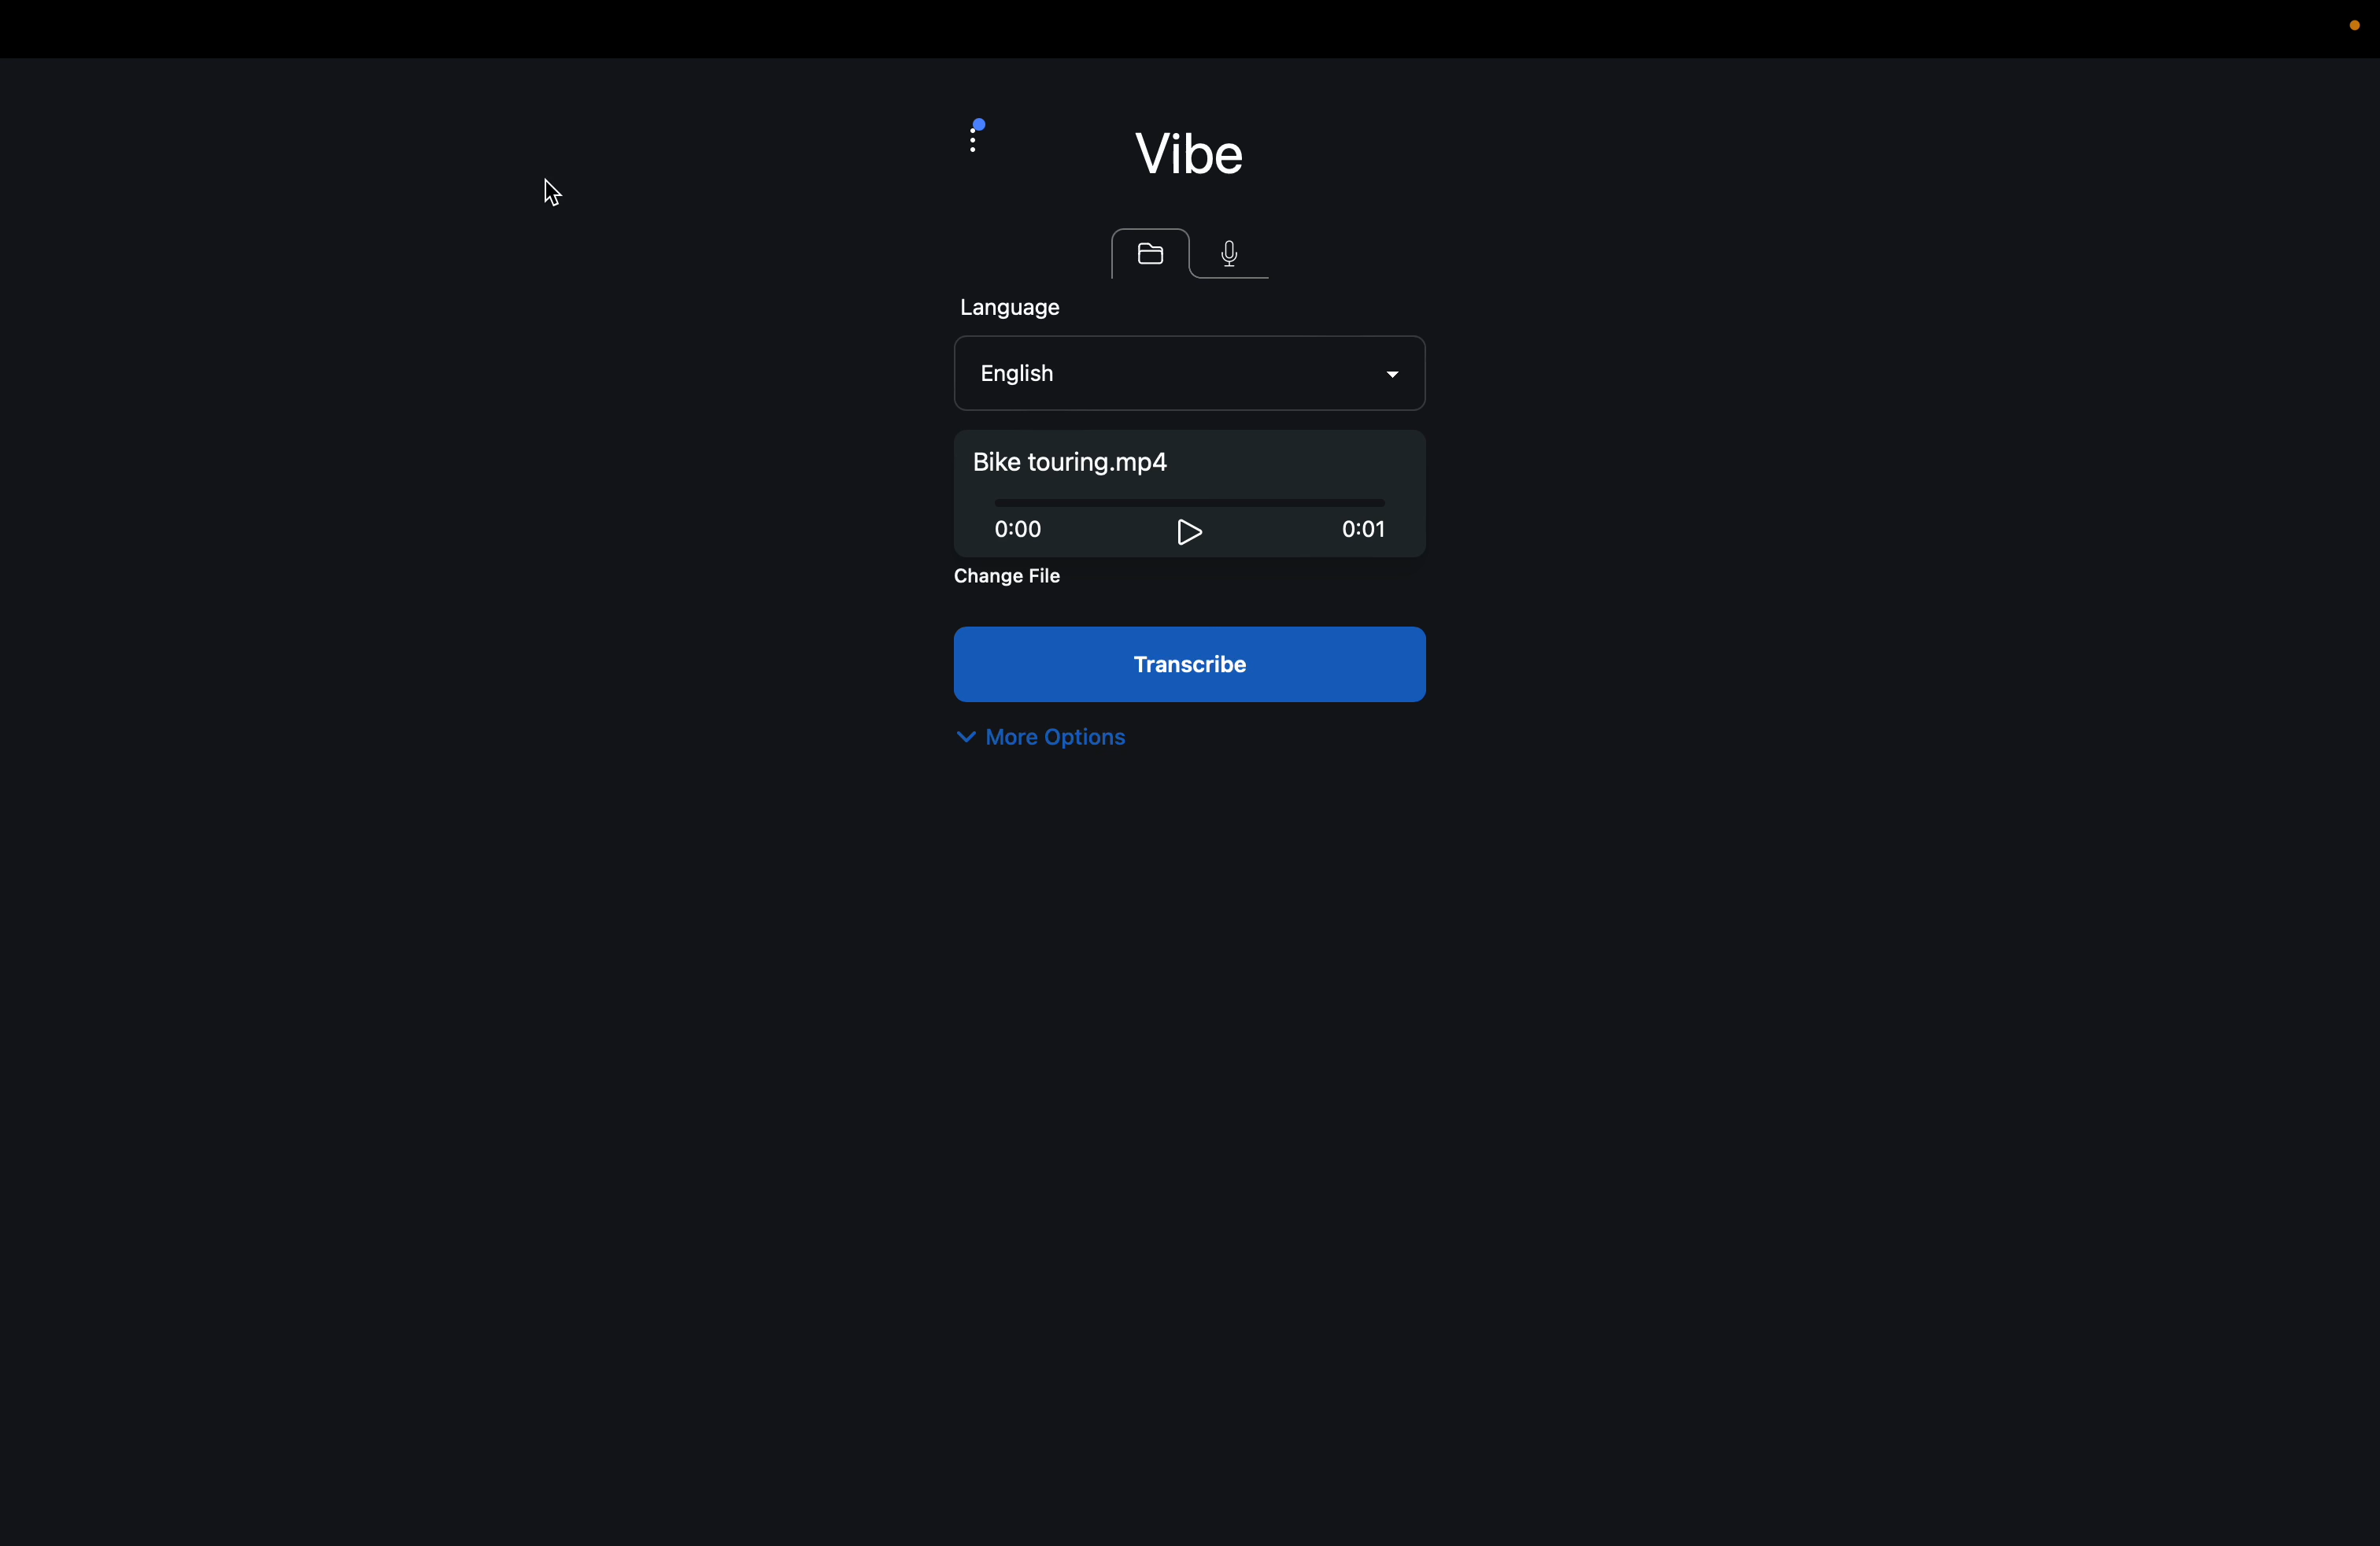 Vibe
Language
English
Bike touring.mp4
0:00 0:01
Change File
Transcribe
More Options